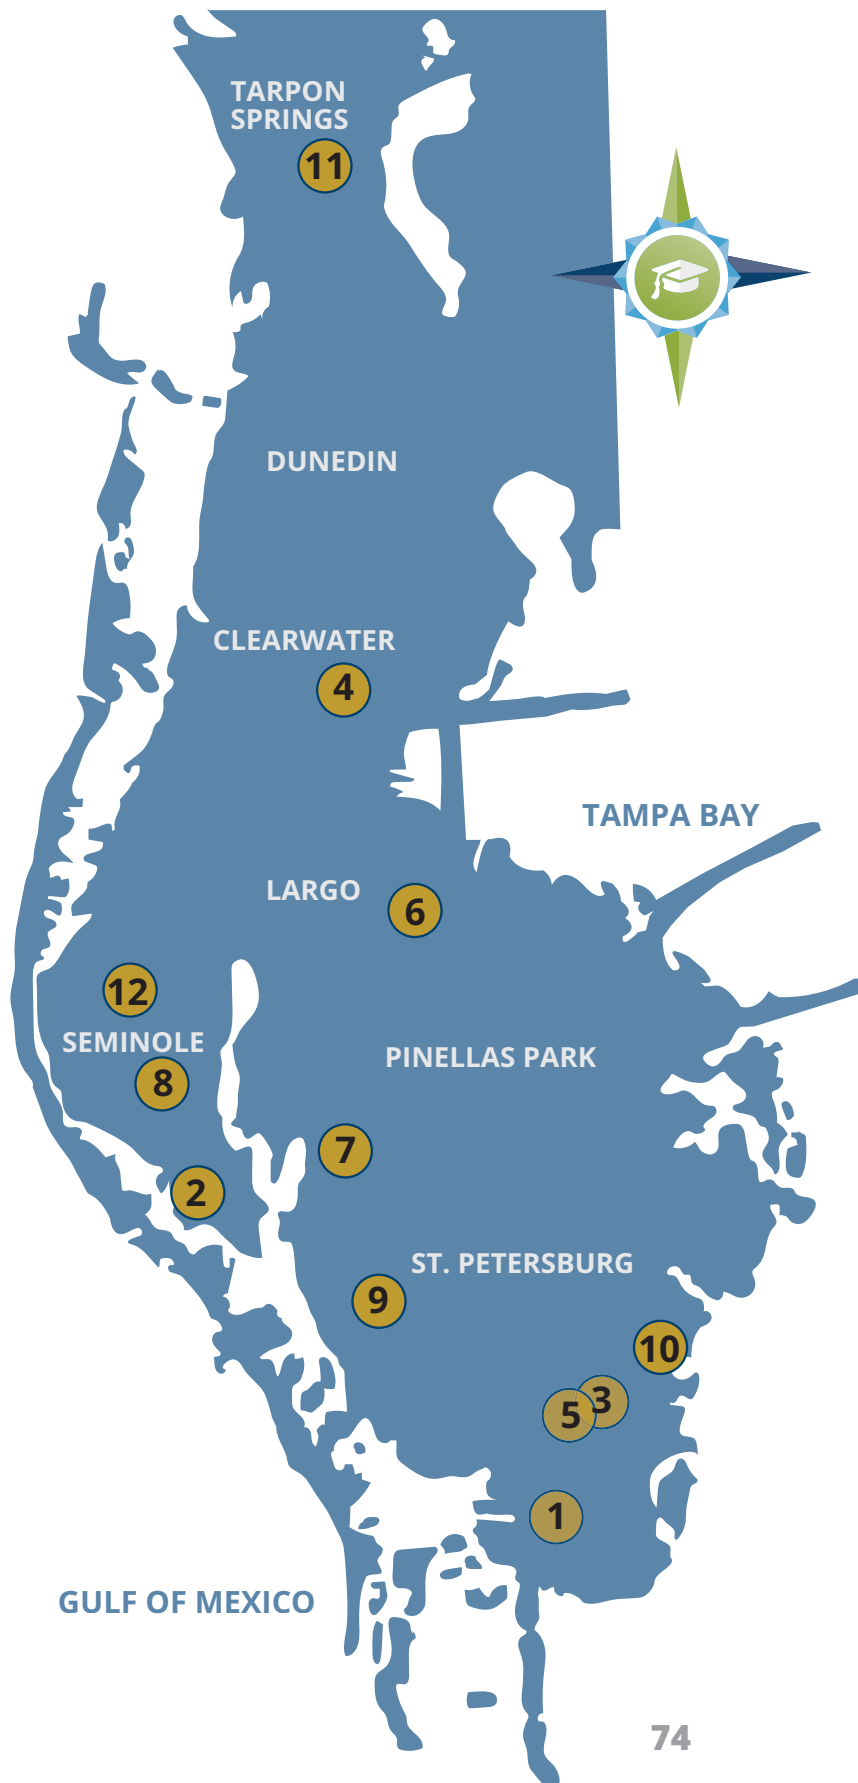 TARPON
SPRINGS
11
DUNEDIN
CLEARWATER
4
TAMPA BAY
LARGO
6
12
SEMINOLE
PINELLAS PARK
8
7
2
ST. PETERSBURG
9
10
3
5
1
GULF OF MEXICO
74